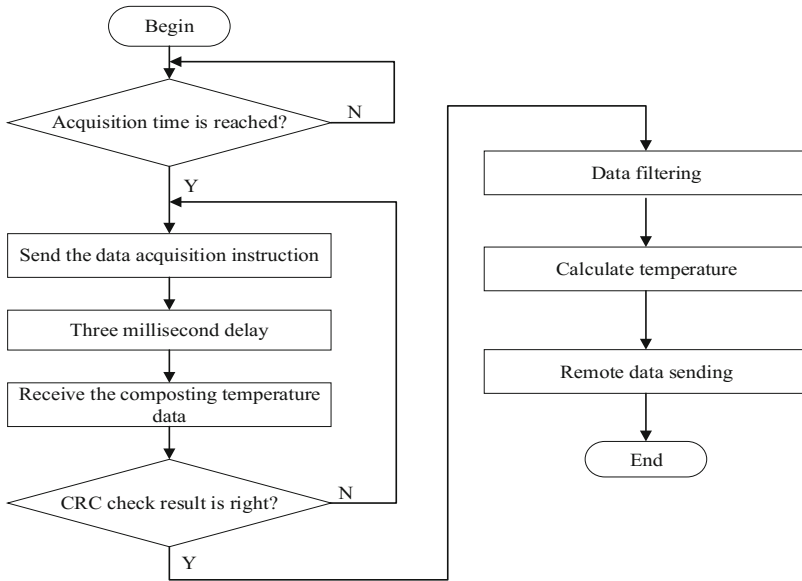 Begin
Acquisition time is reached?
N
Y
Send the data acquisition instruction
Three millisecond delay
Receive the composting temperature
data
CRC check result is right?
N
Y
Data filtering
Calculate temperature
Remote data sending
End